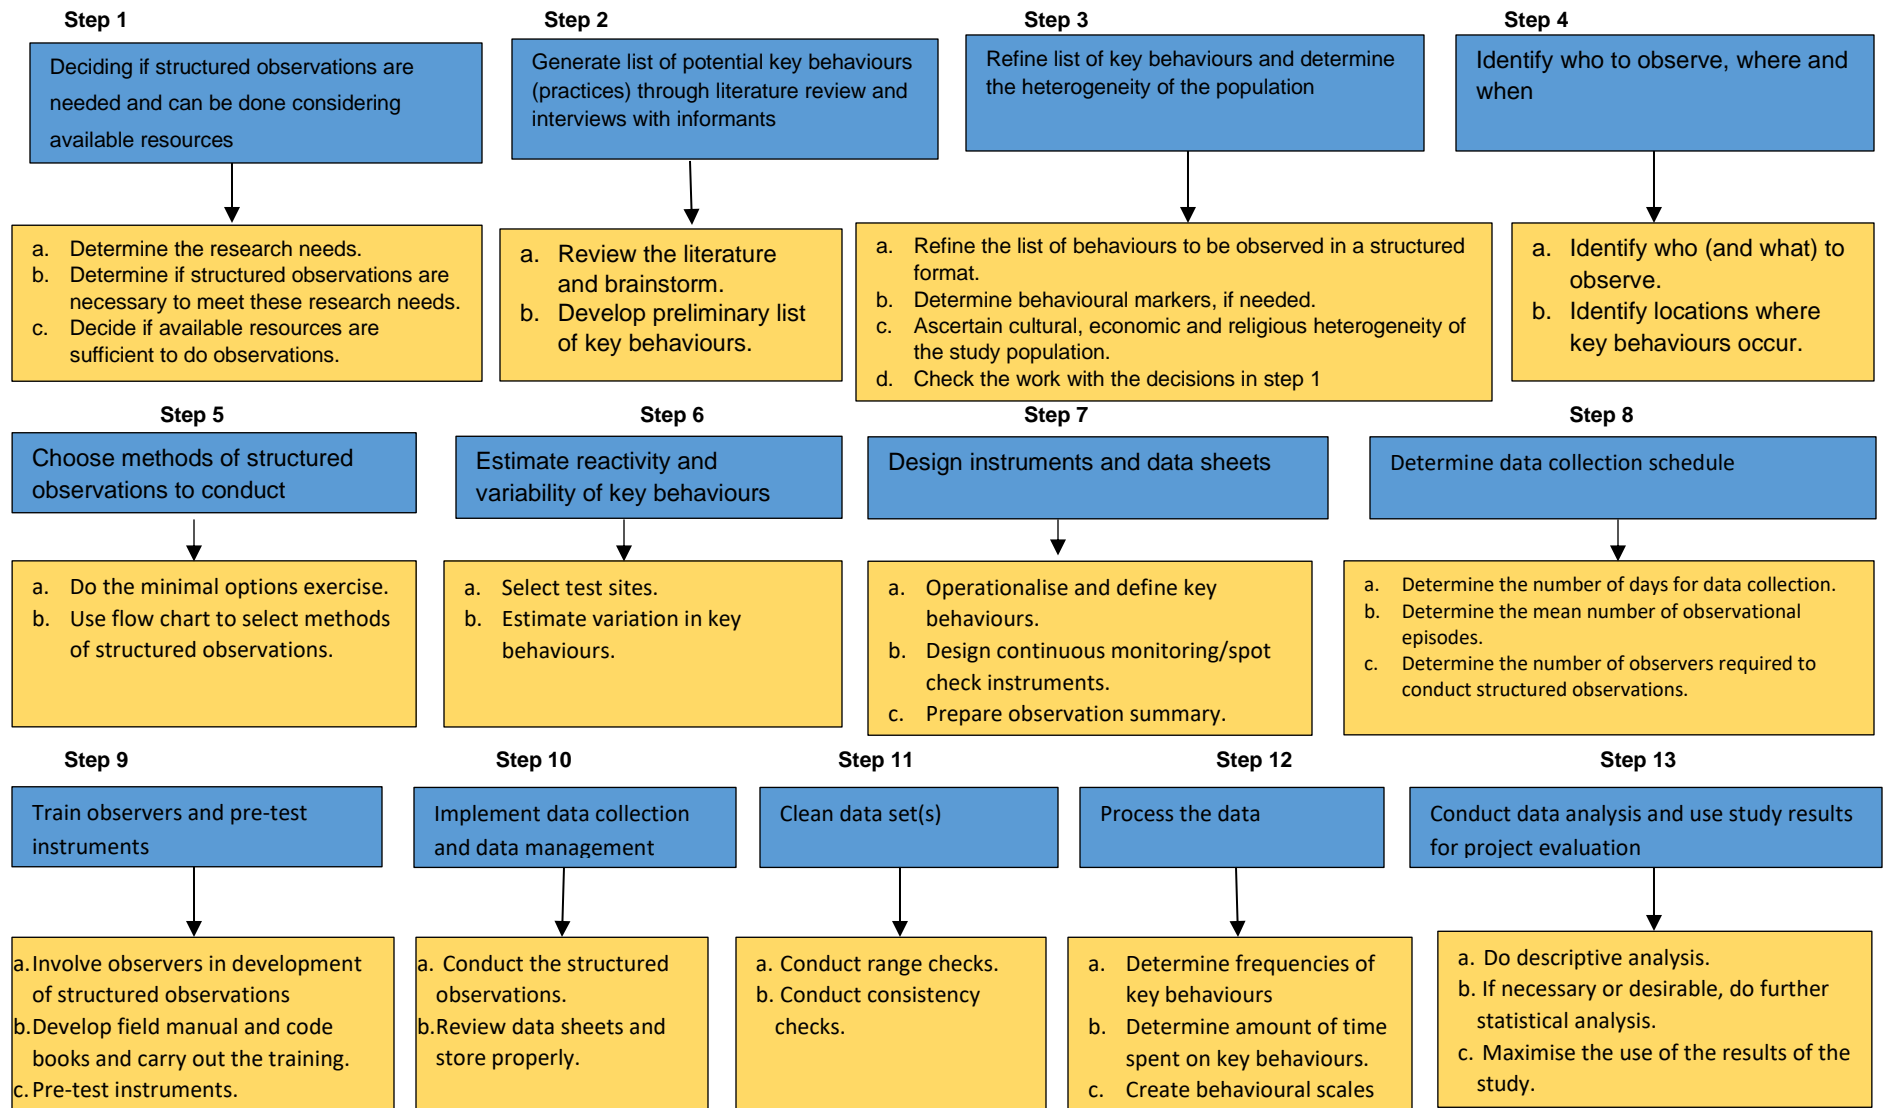 Step 1
Deciding if structured observations are
needed and can be done considering
available resources
a. Determine the research needs.
b. Determine if structured observations are
necessary to meet these research needs.
c. Decide if available resources are
sufficient to do observations.
Step 2
Generate list of potential key behaviours
(practices) through literature review and
interviews with informants
a. Review the literature
and brainstorm.
b. Develop preliminary list
of key behaviours.
Step 3
Refine list of key behaviours and determine
the heterogeneity of the population
a. Refine the list of behaviours to be observed in a structured
format.
b. Determine behavioural markers, if needed.
c. Ascertain cultural, economic and religious heterogeneity of
the study population.
d. Check the work with the decisions in step 1
Step 4
Identify who to observe, where and
when
a. Identify who (and what) to
observe.
b. Identify locations where
key behaviours occur.
Step 5
Choose methods of structured
observations to conduct
a. Do the minimal options exercise.
b. Use flow chart to select methods
of structured observations.
Step 6
Estimate reactivity and
variability of key behaviours
a. Select test sites.
b. Estimate variation in key
behaviours.
Step 7
Design instruments and data sheets
a. Operationalise and define key
behaviours.
b. Design continuous monitoring/spot
check instruments.
c. Prepare observation summary.
Step 8
Determine data collection schedule
a. Determine the number of days for data collection.
b. Determine the mean number of observational
episodes.
c. Determine the number of observers required to
conduct structured observations.
Step 9
Train observers and pre-test
instruments
a. Involve observers in development
of structured observations
b. Develop field manual and code
books and carry out the training.
c. Pre-test instruments.
Step 10
Implement data collection
and data management
a. Conduct the structured
observations.
b. Review data sheets and
store properly.
Step 11
Clean data set(s)
a. Conduct range checks.
b. Conduct consistency
checks.
Step 12
Process the data
a. Determine frequencies of
key behaviours
b. Determine amount of time
spent on key behaviours.
c. Create behavioural scales
Step 13
Conduct data analysis and use study results
for project evaluation
a. Do descriptive analysis.
b. If necessary or desirable, do further
statistical analysis.
c. Maximise the use of the results of the
study.